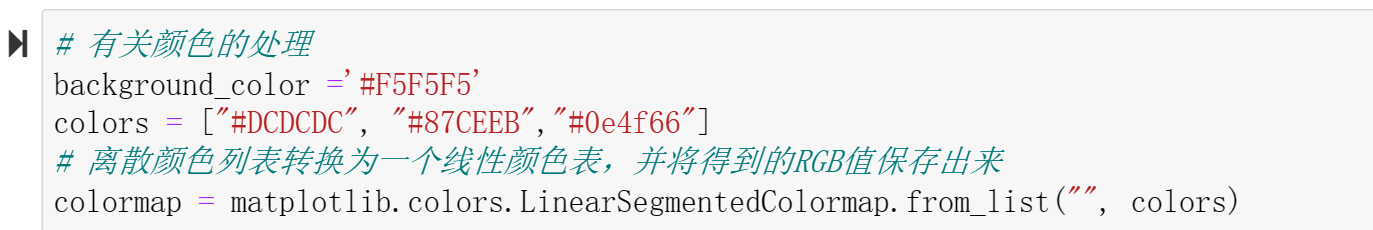 # 有关颜色的处理
background_color ='#F5F5F5'
colors = ["#DCDCDC", "#87CEEB","#0e4f66"]
# 离散颜色列表转换为一个线性颜色表，并将得到的RGB值保存出来
colormap = matplotlib.colors.LinearSegmentedColormap.from_list("", colors)